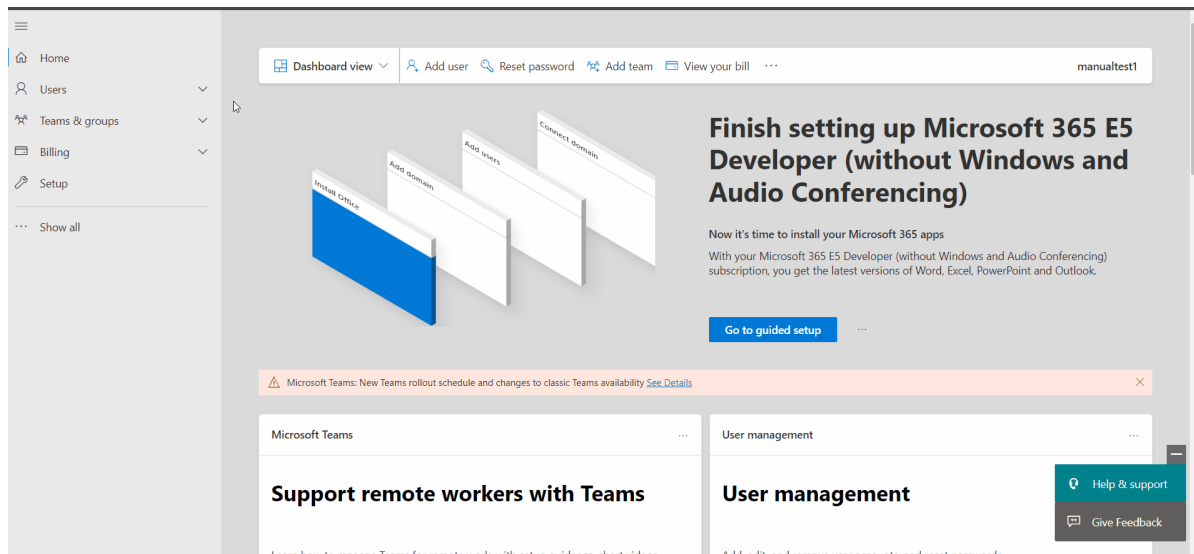 Home
Users
Teams & groups
Billing
Setup
Show all
Dashboard view
Add user
Reset password
Add team
View your bill
manualtest1
Install Office
Add domain
Add users
Connect domain
Finish setting up Microsoft 365 E5
Developer (without Windows and
Audio Conferencing)
Now it's time to install your Microsoft 365 apps
With your Microsoft 365 E5 Developer (without Windows and Audio Conferencing)
subscription, you get the latest versions of Word, Excel, PowerPoint and Outlook.
Go to guided setup
Microsoft Teams: New Teams rollout schedule and changes to classic Teams availability See Details
Microsoft Teams
Support remote workers with Teams
User management
User management
Help & support
Give Feedback